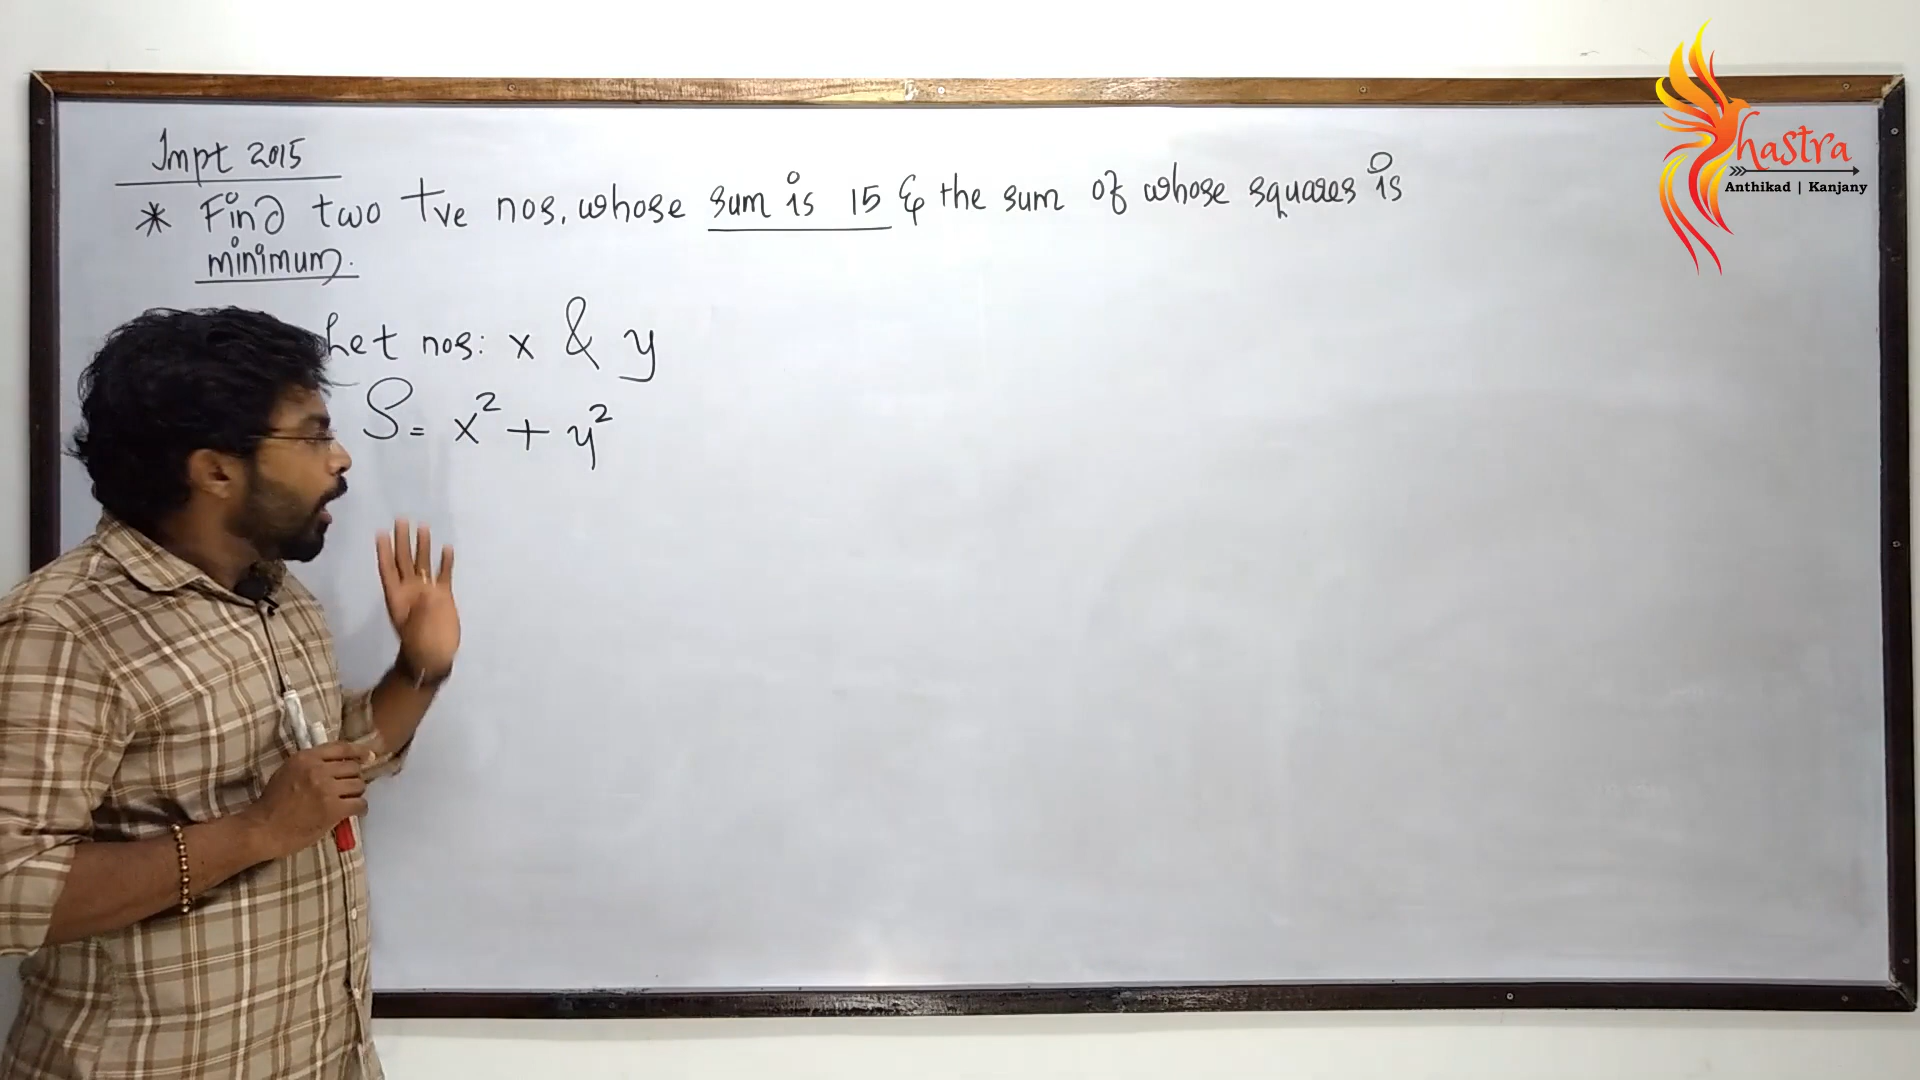 Impt 2015
* Find two +ve nos. whose sum is 15 & the sum of whose squares is
minimum.
Let nos: x & y
S = x² + y²
hastra
Anthikad | Kanjany